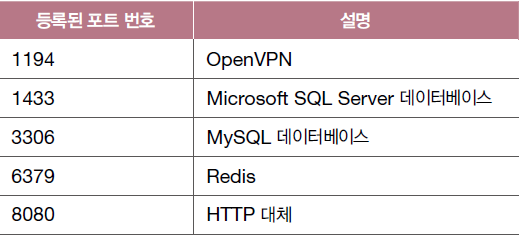 등록된 포트 번호 설명
1194 OpenVPN
1433 Microsoft SQL Server 데이터베이스
3306 MySQL 데이터베이스
6379 Redis
8080 HTTP 대체